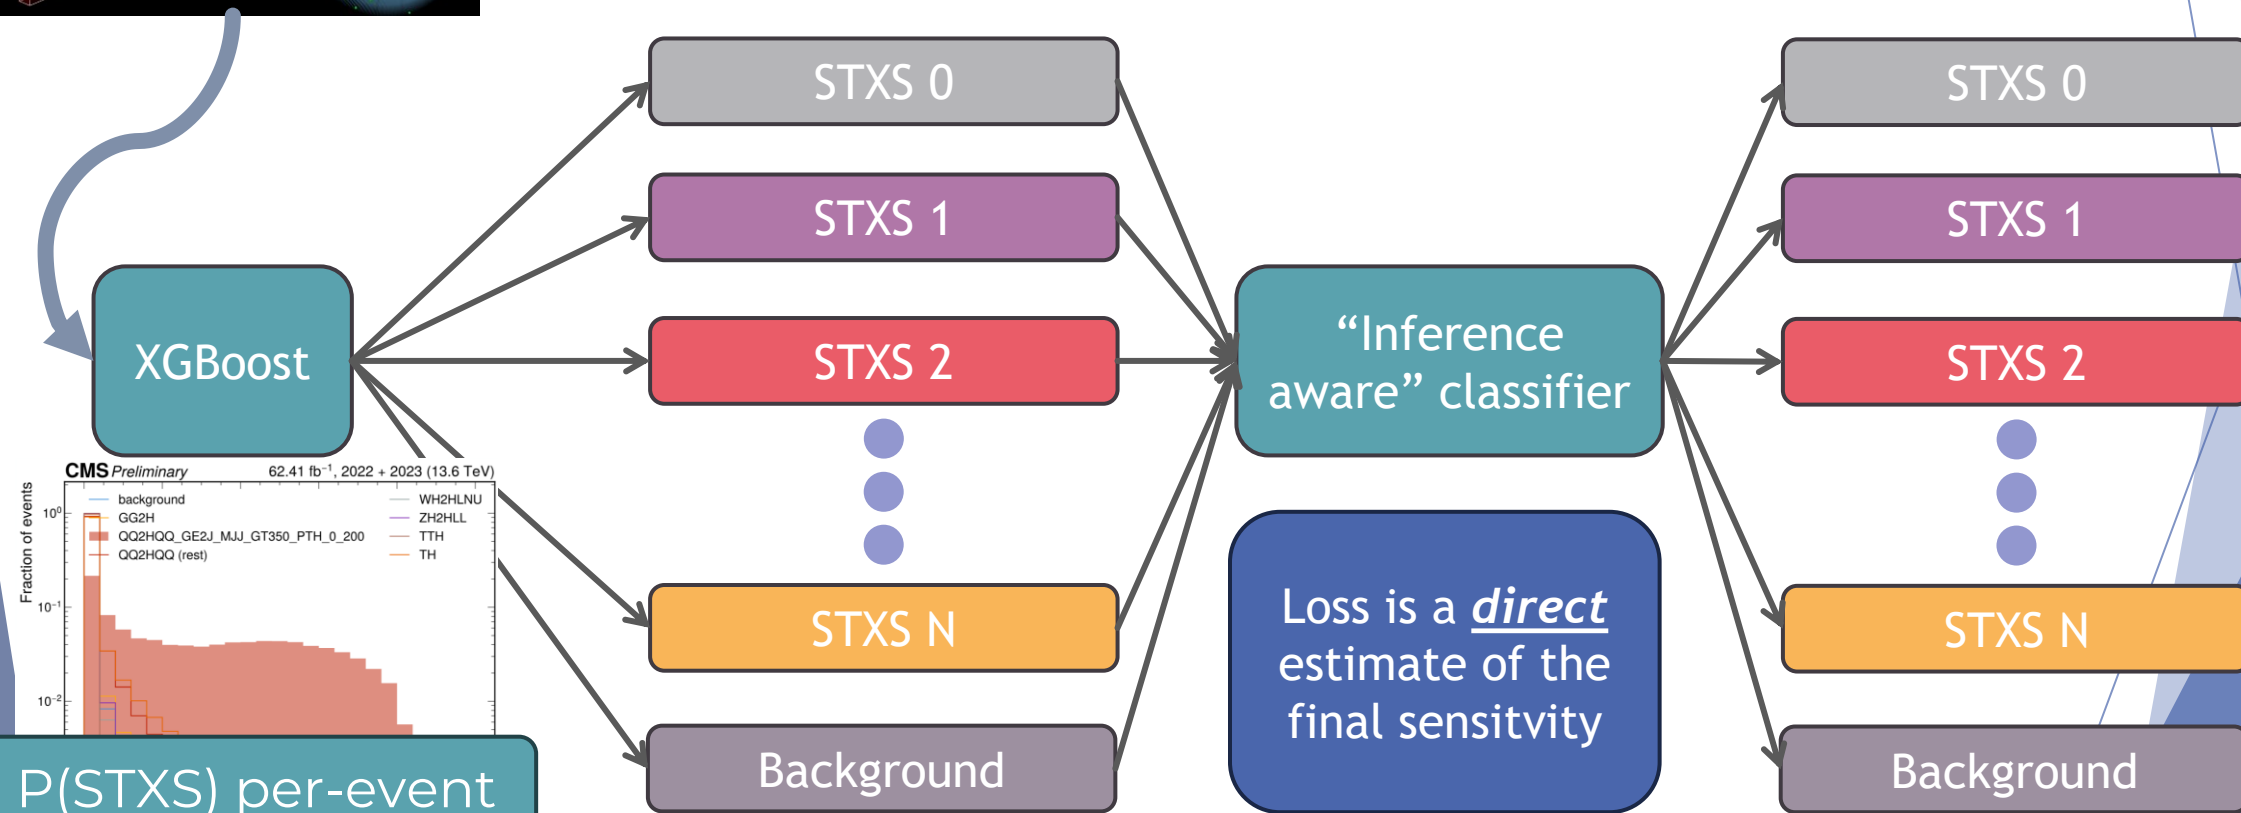 STXS 0
STXS 1
STXS 2
STXS N
Background
XGBoost
“Inference
aware” classifier
Loss is a direct
estimate of the
final sensitvity
STXS 0
STXS 1
STXS 2
STXS N
Background
CMS Preliminary
62.41 fb⁻¹, 2022 + 2023 (13.6 TeV)
Fraction of events
10⁰
10⁻¹
10⁻²
background
GG2H
QQ2HQQ_GE2J_MJJ_GT350_PTH_0_200
QQ2HQQ (rest)
WH2HLNU
ZH2HLL
TTH
TH
P(STXS) per-event